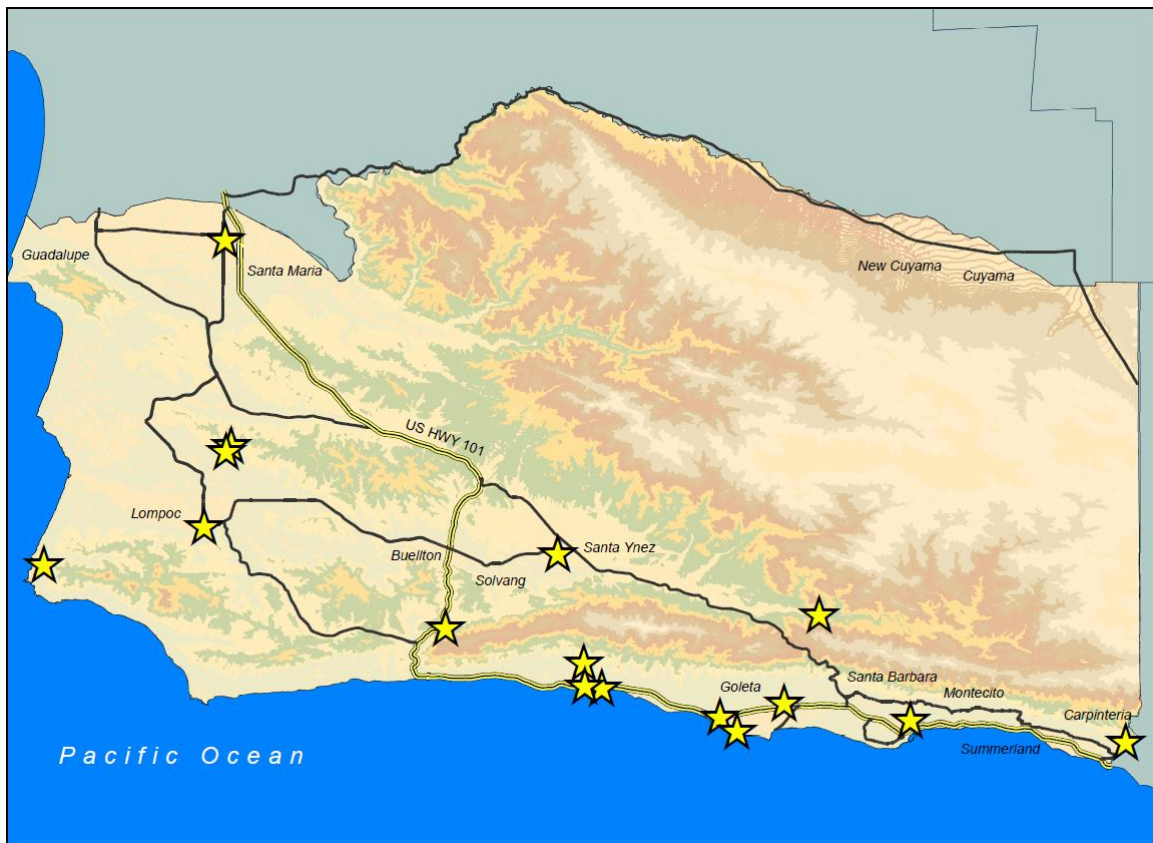 Guadalupe
Santa Maria
New Cuyama
Cuyama
US HWY 101
Lompoc
Buellton
Santa Ynez
Solvang
Goleta
Santa Barbara
Montecito
Carpinteria
Summerland
Pacific Ocean